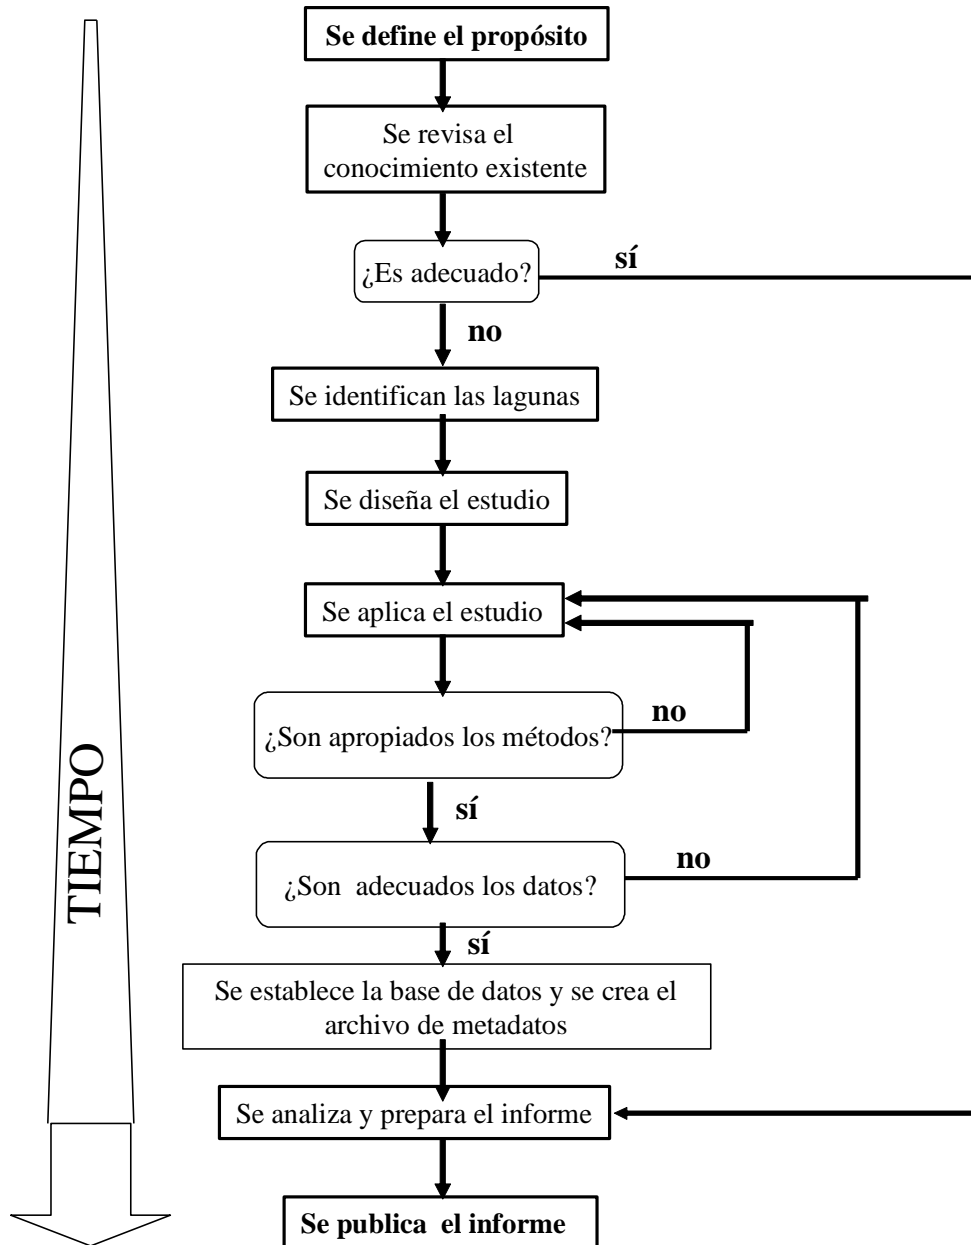 Se define el propósito
Se revisa el
conocimiento existente
¿Es adecuado?
sí
no
Se identifican las lagunas
Se diseña el estudio
Se aplica el estudio
¿Son apropiados los métodos?
no
sí
¿Son  adecuados los datos?
no
sí
Se establece la base de datos y se crea el
archivo de metadatos
Se analiza y prepara el informe
Se publica  el informe
TIEMPO